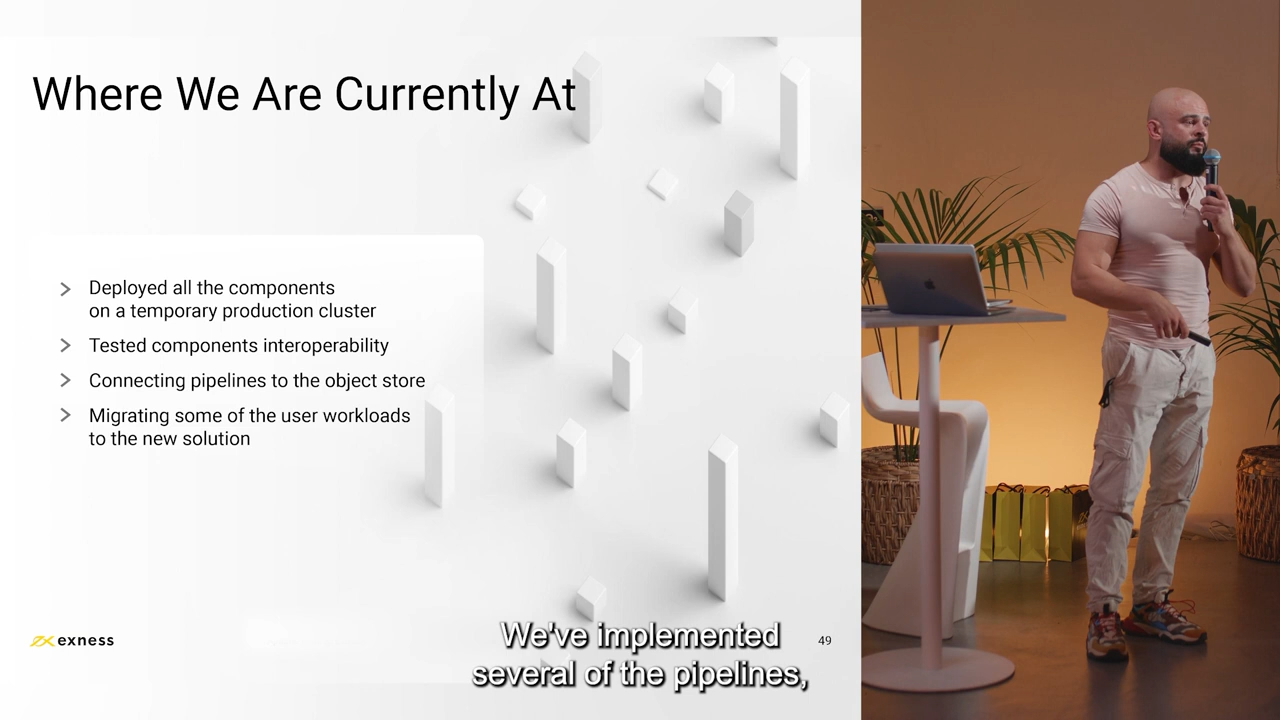 Where We Are Currently At
Deployed all the components
on a temporary production cluster
Tested components interoperability
Connecting pipelines to the object store
Migrating some of the user workloads
to the new solution
exness
49
We've implemented
several of the pipelines,